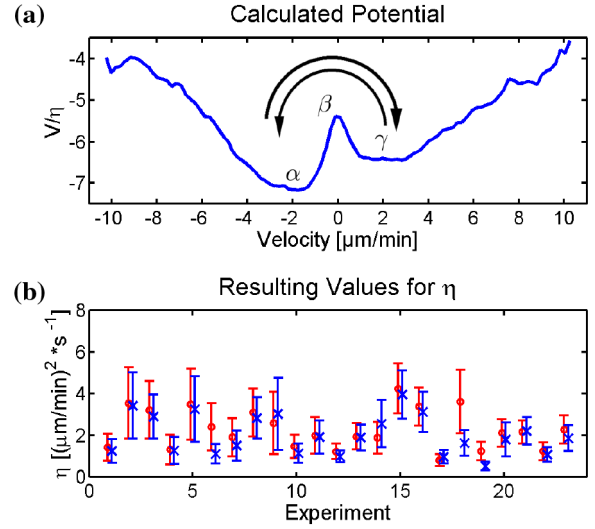 (a) Calculated Potential
-4
-5
-6
-7
V/η
α
β
γ
-10 -8 -6 -4 -2 0 2 4 6 8 10
Velocity [µm/min]
(b) Resulting Values for η
8
6
4
2
0
η [(µm/min)² *s⁻¹]
0 5 10 15 20
Experiment